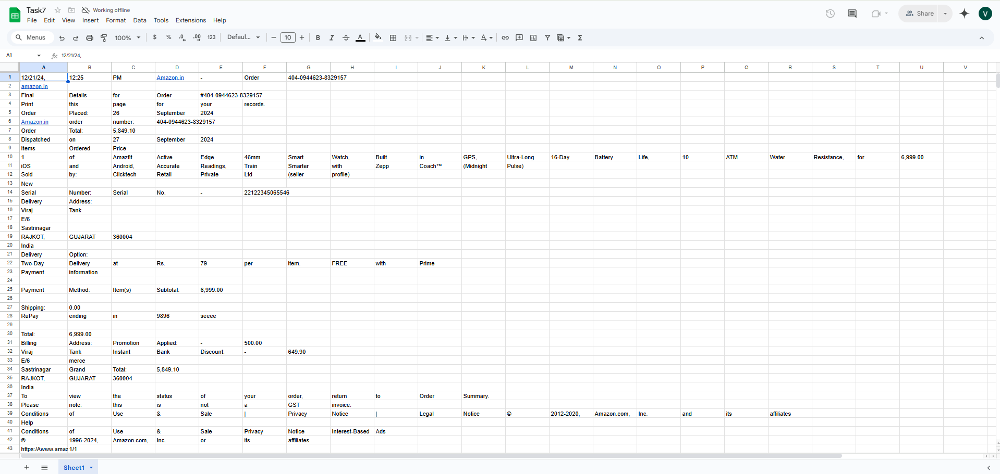 Task7 Working offline
File Edit View Insert Format Data Tools Extensions Help
Share
V
Menus 100% $ % .0 .00 123 Defaul... − 10 + B I A Σ
A1 fx 12/21/24,
A B C D E F G H I J K L M N O P Q R S T U V
1 12/21/24, 12:25 PM Amazon.in - Order 404-0944623-8329157
2 amazon.in
3 Final Details for Order #404-0944623-8329157
4 Print this page for your records.
5 Order Placed: 26 September 2024
6 Amazon.in order number: 404-0944623-8329157
7 Order Total: 5,849.10
8 Dispatched on 27 September 2024
9 Items Ordered Price
10 1 of: Amazfit Active Edge 46mm Smart Watch, Built in GPS, Ultra-Long 16-Day Battery Life, 10 ATM Water Resistance, for 6,999.00
11 iOS and Android, Accurate Readings, Train Smarter with Zepp Coach™ (Midnight Pulse)
12 Sold by: Clicktech Retail Private Ltd (seller profile)
13 New
14 Serial Number: Serial No. - 22122345065546
15 Delivery Address:
16 Viraj Tank
17 E/6
18 Sastrinagar
19 RAJKOT, GUJARAT 360004
20 India
21 Delivery Option:
22 Two-Day Delivery at Rs. 79 per item. FREE with Prime
23 Payment information
24
25 Payment Method: Item(s) Subtotal: 6,999.00
26
27 Shipping: 0.00
28 RuPay ending in 9896 seeee
29
30 Total: 6,999.00
31 Billing Address: Promotion Applied: - 500.00
32 Viraj Tank Instant Bank Discount: - 649.90
33 E/6 merce
34 Sastrinagar Grand Total: 5,849.10
35 RAJKOT, GUJARAT 360004
36 India
37 To view the status of your order, return to Order Summary.
38 Please note: this is not a GST invoice.
39 Conditions of Use & Sale | Privacy Notice | Legal Notice © 2012-2020, Amazon.com, Inc. and its affiliates
40 Help
41 Conditions of Use & Sale Privacy Notice Interest-Based Ads
42 © 1996-2024, Amazon.com, Inc. or its affiliates
43 https:/Awww.amaz 1/1
+ Sheet1